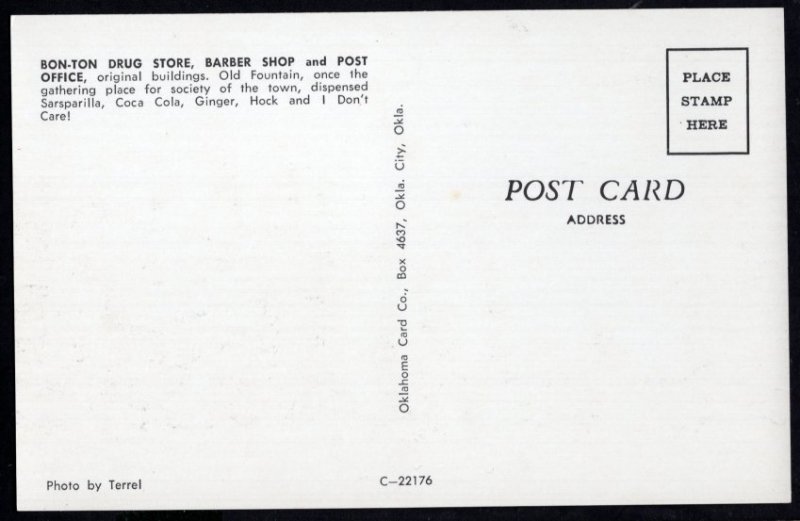 BON-TON DRUG STORE, BARBER SHOP and POST
OFFICE, original buildings. Old Fountain, once the
gathering place for society of the town, dispensed
Sarsparilla, Coca Cola, Ginger, Hock and I Don't
Care!
Photo by Terrel
Oklahoma Card Co., Box 4637, Okla. City, Okla.
C—22176
PLACE
STAMP
HERE
POST CARD
ADDRESS